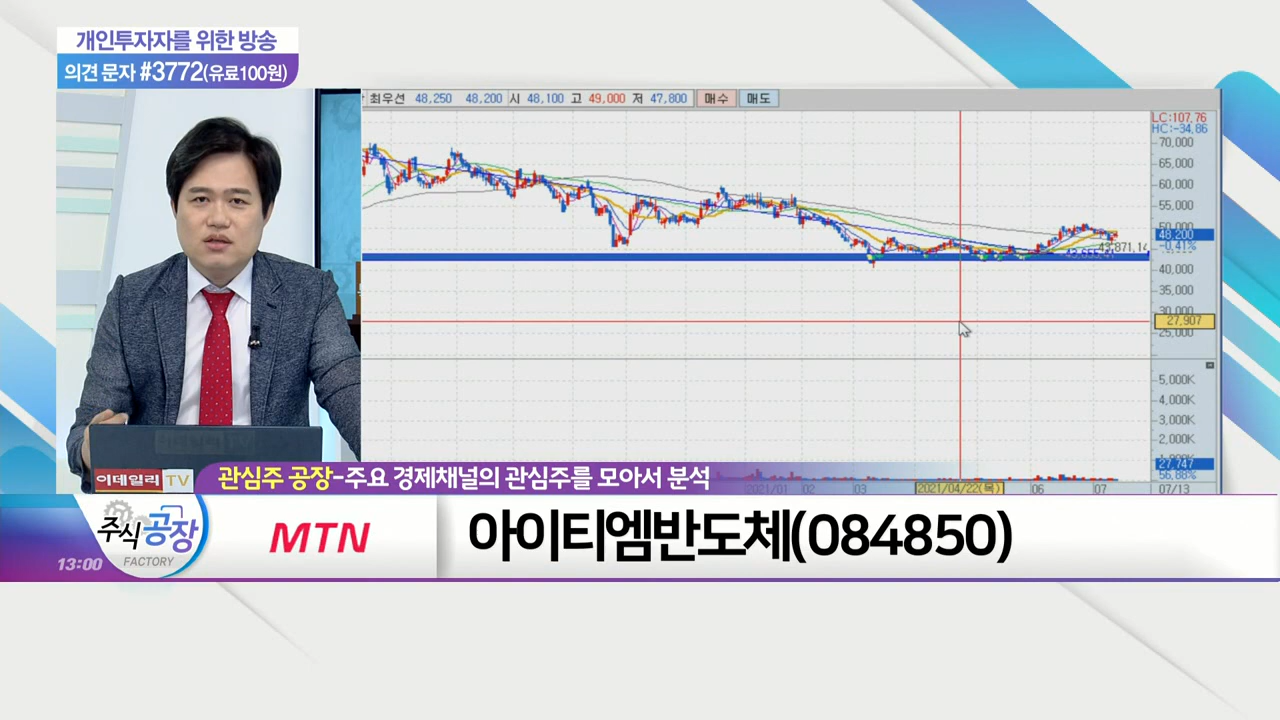 개인투자자를 위한 방송
의견 문자 #3772(유료100원)
최우선 48,250 48,200 시 48,100 고 49,000 저 47,800 매수 매도
LC:107.76
HC:-34.86
70,000
65,000
60,000
55,000
50,000
48,200
-0.41%
43,871.14
40,000
35,000
30,000
27,907
25,000
5,000K
4,000K
3,000K
2,000K
27,747
56.88%
2021/01 02 03 2021/04/22(목) 06 07 07/13
이데일리 TV
관심주 공장-주요 경제채널의 관심주를 모아서 분석
주식공장
FACTORY
13:00
MTN
아이티엠반도체(084850)